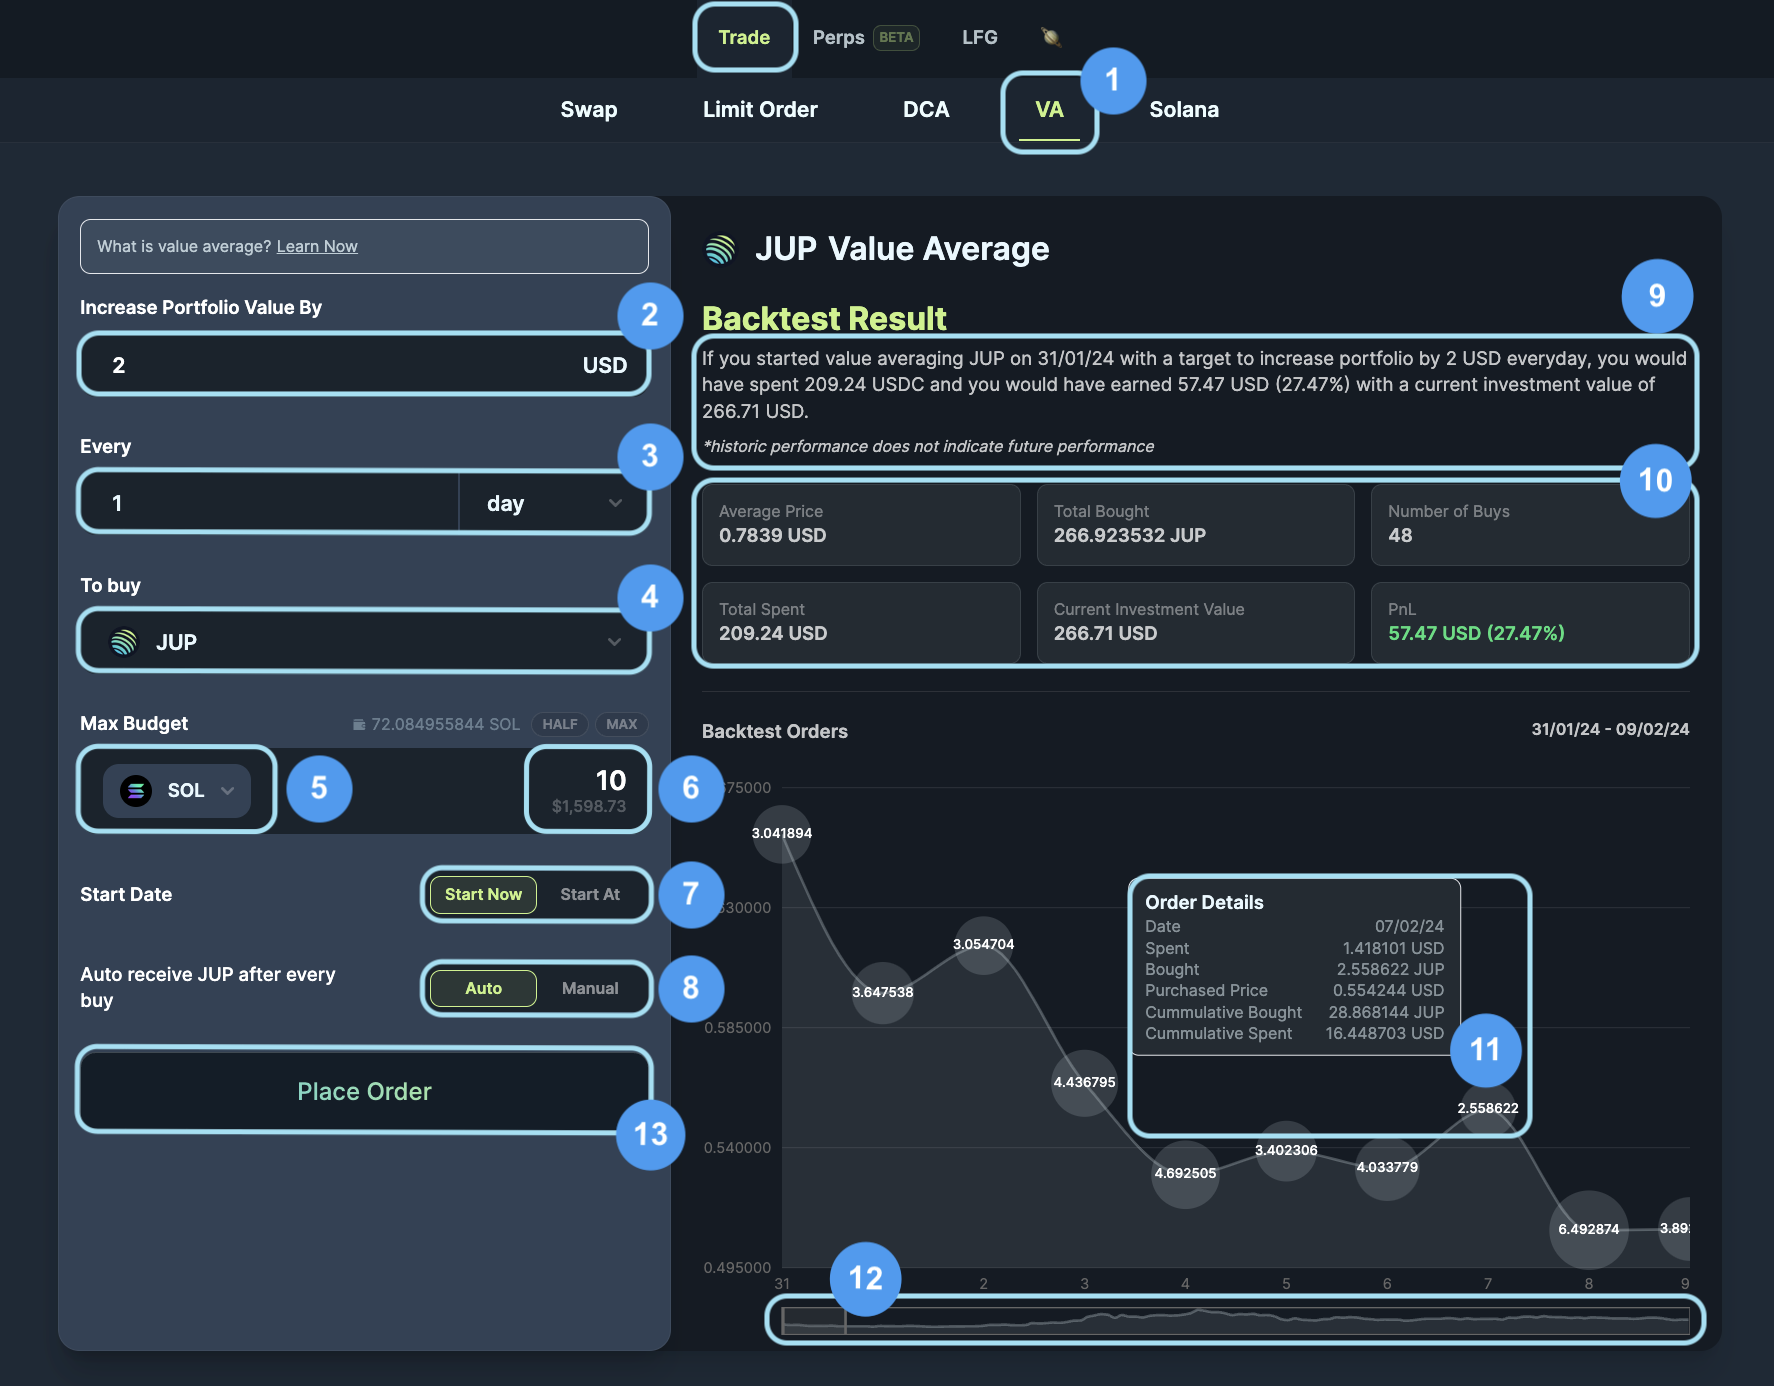 Trade
Perps BETA
LFG
1
Swap
Limit Order
DCA
VA
Solana
What is value average? Learn Now
Increase Portfolio Value By
2
2 USD
Every
3
1 day
To buy
4
JUP
Max Budget
72.084955844 SOL
HALF
MAX
SOL
5
10
$1,598.73
6
Start Date
Start Now
Start At
7
Auto receive JUP after every
buy
Auto
Manual
8
Place Order
13
JUP Value Average
9
Backtest Result
If you started value averaging JUP on 31/01/24 with a target to increase portfolio by 2 USD everyday, you would
have spent 209.24 USDC and you would have earned 57.47 USD (27.47%) with a current investment value of
266.71 USD.
*historic performance does not indicate future performance
10
Average Price
0.7839 USD
Total Bought
266.923532 JUP
Number of Buys
48
Total Spent
209.24 USD
Current Investment Value
266.71 USD
PnL
57.47 USD (27.47%)
Backtest Orders
31/01/24 - 09/02/24
3.041894
3.647538
3.054704
4.436795
4.692505
3.402306
4.033779
2.558622
6.492874
Order Details
Date 07/02/24
Spent 1.418101 USD
Bought 2.558622 JUP
Purchased Price 0.554244 USD
Cummulative Bought 28.868144 JUP
Cummulative Spent 16.448703 USD
11
0.585000
0.540000
0.495000
31 2 3 4 5 6 7 8 9
12